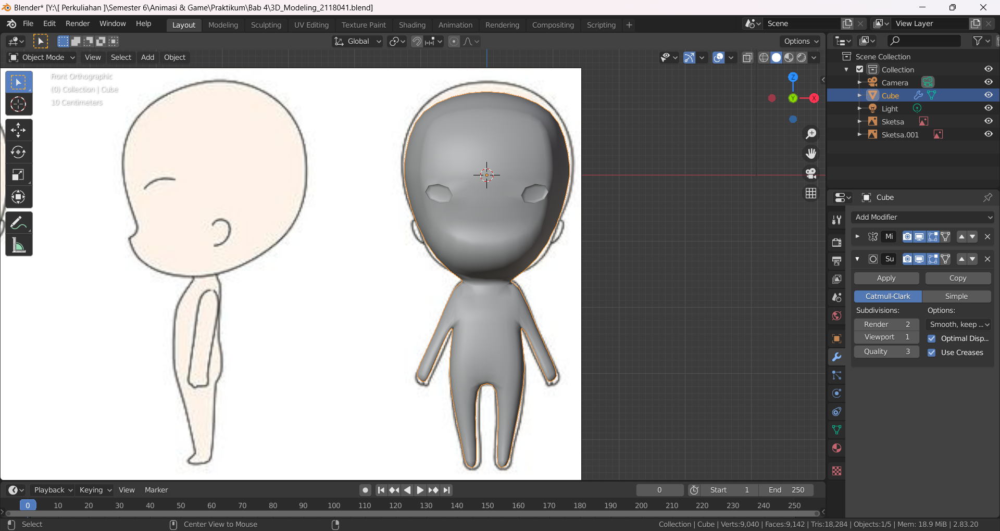 Blender* [Y:\[ Perkuliahan ]\Semester 6\Animasi & Game\Praktikum\Bab 4\3D_Modeling_2118041.blend]
File Edit Render Window Help Layout Modeling Sculpting UV Editing Texture Paint Shading Animation Rendering Compositing Scripting + Scene View Layer
Global Options
Object Mode View Select Add Object
Front Orthographic
(0) Collection | Cube
10 Centimeters
Z
Y
X
Scene Collection
Collection
Camera
Cube
Light
Sketsa
Sketsa.001
Cube
Add Modifier
Mi
Su
Apply Copy
Catmull-Clark Simple
Subdivisions: Options:
Render 2 Smooth, keep ...
Viewport 1 Optimal Disp...
Quality 3 Use Creases
Playback Keying View Marker 0 Start 1 End 250
0 10 20 30 40 50 60 70 80 90 100 110 120 130 140 150 160 170 180 190 200 210 220 230 240 250
Select Center View to Mouse Collection | Cube | Verts:9,040 | Faces:9,142 | Tris:18,284 | Objects:1/5 | Mem: 18.9 MiB | 2.83.20